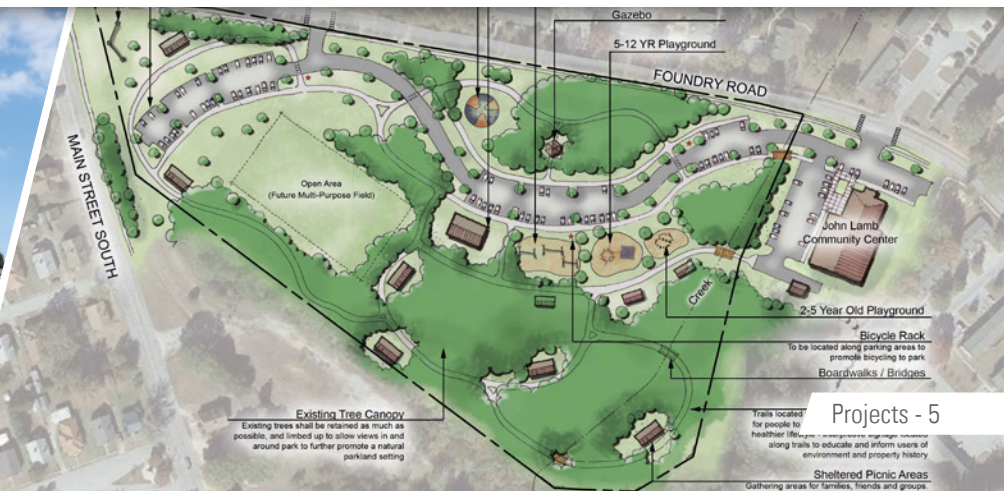 Gazebo
5-12 YR Playground
FOUNDRY ROAD
MAIN STREET SOUTH
Open Area
(Future Multi-Purpose Field)
John Lamb
Community Center
Creek
2-5 Year Old Playground
Bicycle Rack
To be located along parking areas to
promote bicycling to park
Boardwalks / Bridges
Existing Tree Canopy
Existing trees shall be retained as much as
possible, and limbed up to allow views in and
around park to further promote a natural
parkland setting
Trails located
for people to
Projects - 5
healthier lifestyle - interpretive signage located
along trails to educate and inform users of
environment and property history
Sheltered Picnic Areas
Gathering areas for families, friends and groups.